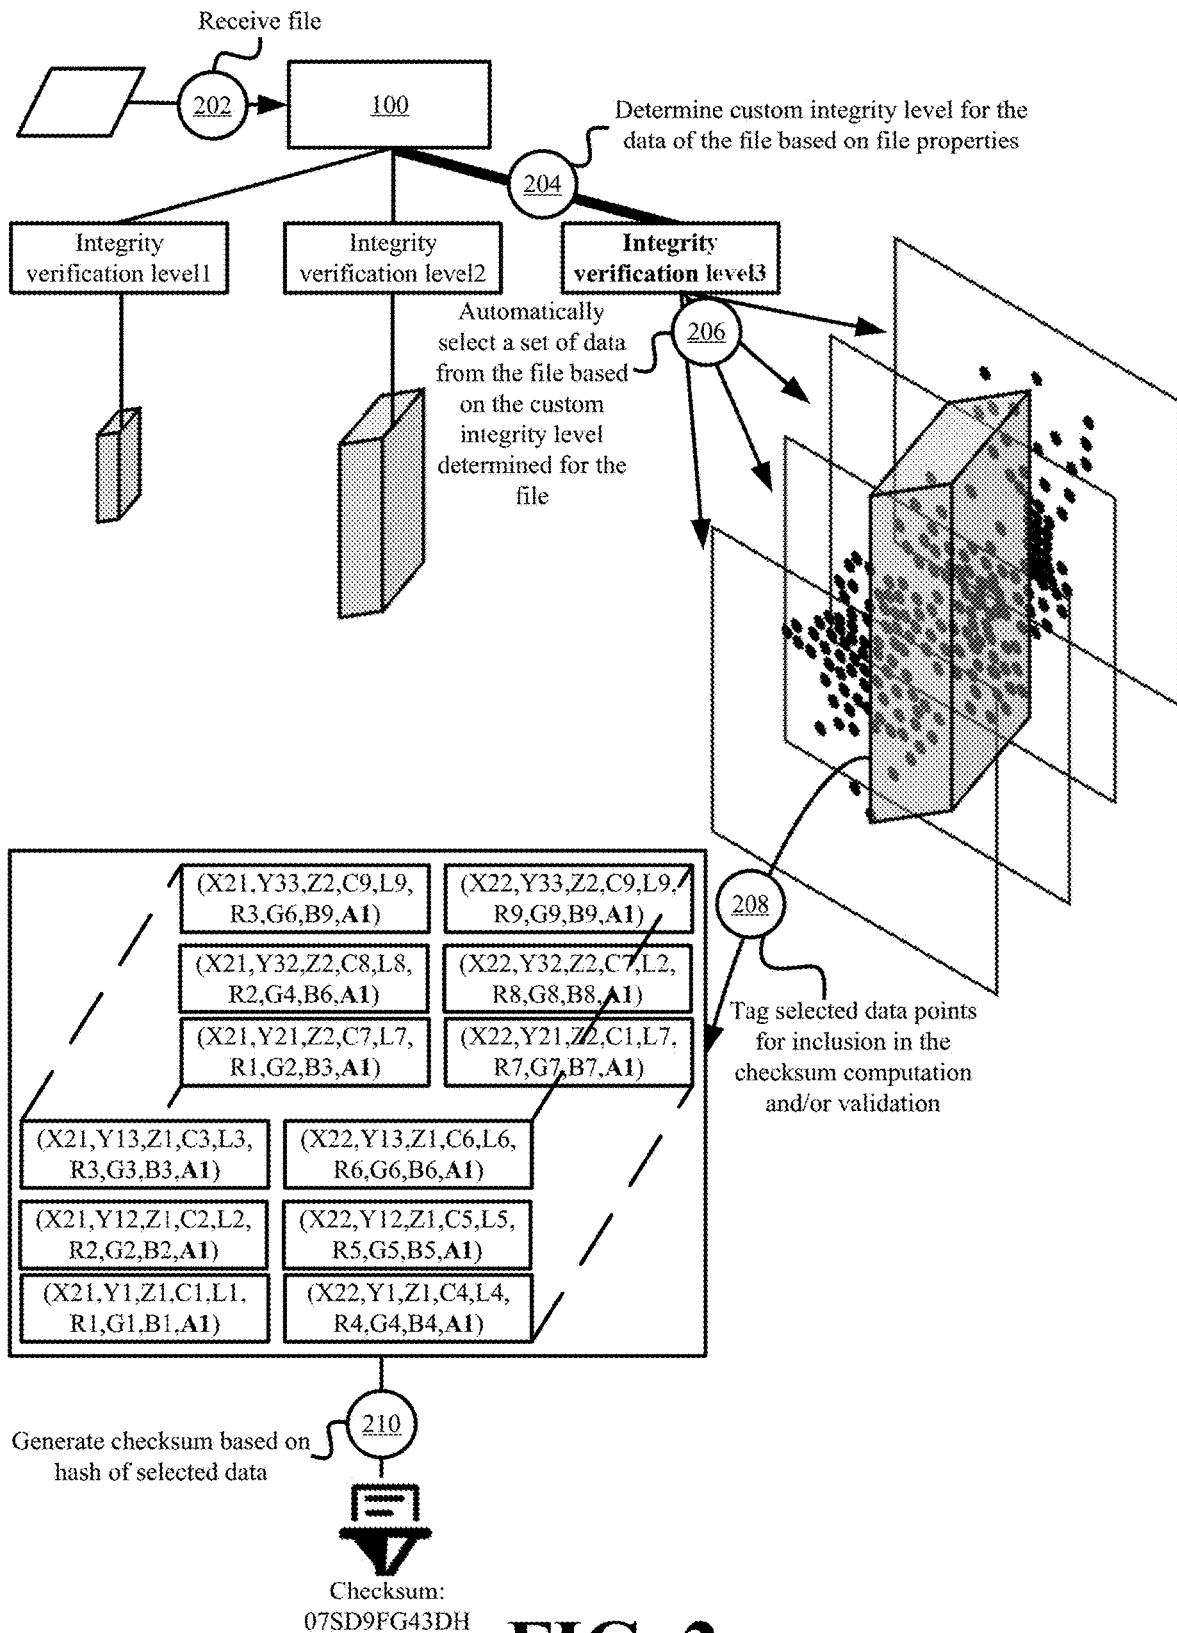 Receive file
202
100
Determine custom integrity level for the
data of the file based on file properties
204
Integrity
verification level1
Integrity
verification level2
Integrity
verification level3
206
Automatically
select a set of data
from the file based
on the custom
integrity level
determined for the
file
(X21,Y33,Z2,C9,L9,
R3,G6,B9,A1)
(X22,Y33,Z2,C9,L9,
R9,G9,B9,A1)
(X21,Y32,Z2,C8,L8,
R2,G4,B6,A1)
(X22,Y32,Z2,C7,L2,
R8,G8,B8,A1)
(X21,Y21,Z2,C7,L7,
R1,G2,B3,A1)
(X22,Y21,Z2,C1,L7,
R7,G7,B7,A1)
208
Tag selected data points
for inclusion in the
checksum computation
and/or validation
(X21,Y13,Z1,C3,L3,
R3,G3,B3,A1)
(X22,Y13,Z1,C6,L6,
R6,G6,B6,A1)
(X21,Y12,Z1,C2,L2,
R2,G2,B2,A1)
(X22,Y12,Z1,C5,L5,
R5,G5,B5,A1)
(X21,Y1,Z1,C1,L1,
R1,G1,B1,A1)
(X22,Y1,Z1,C4,L4,
R4,G4,B4,A1)
210
Generate checksum based on
hash of selected data
Checksum:
07SD9FG43DH
FIG.